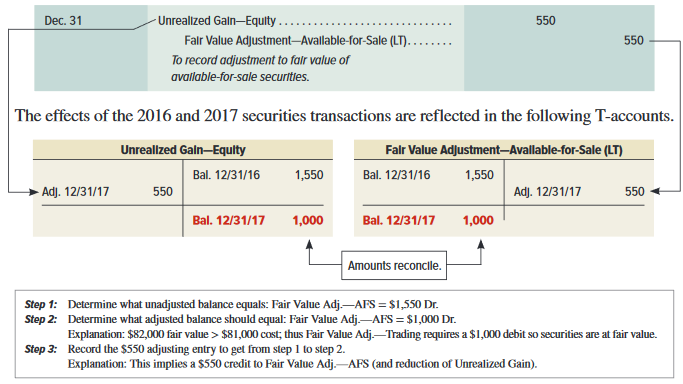 Dec. 31 Unrealized Gain—Equity . . . . . . . . . . . . . . . . . . . . . . . . . . . . . 550
Fair Value Adjustment—Available-for-Sale (LT). . . . . . . 550
To record adjustment to fair value of
available-for-sale securities.
The effects of the 2016 and 2017 securities transactions are reflected in the following T-accounts.
Unrealized Gain—Equity
Bal. 12/31/16 1,550
Adj. 12/31/17 550
Bal. 12/31/17 1,000
Fair Value Adjustment—Available-for-Sale (LT)
Bal. 12/31/16 1,550
Adj. 12/31/17 550
Bal. 12/31/17 1,000
Amounts reconcile.
Step 1: Determine what unadjusted balance equals: Fair Value Adj.—AFS = $1,550 Dr.
Step 2: Determine what adjusted balance should equal: Fair Value Adj.—AFS = $1,000 Dr.
Explanation: $82,000 fair value > $81,000 cost; thus Fair Value Adj.—Trading requires a $1,000 debit so securities are at fair value.
Step 3: Record the $550 adjusting entry to get from step 1 to step 2.
Explanation: This implies a $550 credit to Fair Value Adj.—AFS (and reduction of Unrealized Gain).